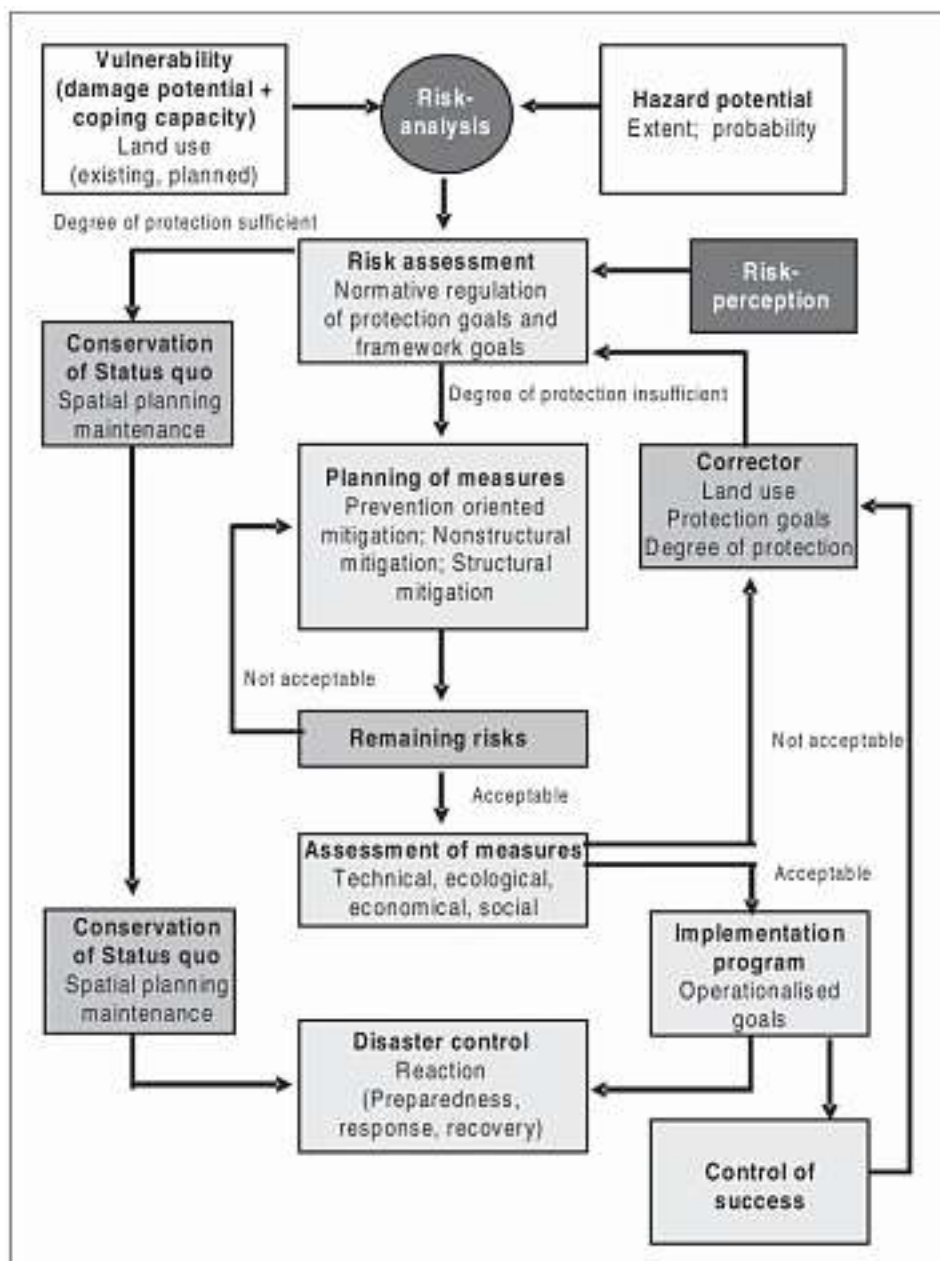 Vulnerability
(damage potential +
coping capacity)
Land use
(existing, planned)
Risk-
analysis
Hazard potential
Extent; probability
Degree of protection sufficient
Risk assessment
Normative regulation
of protection goals and
framework goals
Risk-
perception
Conservation
of Status quo
Spatial planning
maintenance
Degree of protection insufficient
Planning of measures
Prevention oriented
mitigation; Nonstructural
mitigation; Structural
mitigation
Corrector
Land use
Protection goals
Degree of protection
Not acceptable
Remaining risks
Not acceptable
Acceptable
Assessment of measures
Technical, ecological,
economical, social
Acceptable
Conservation
of Status quo
Spatial planning
maintenance
Implementation
program
Operationalised
goals
Disaster control
Reaction
(Preparedness,
response, recovery)
Control of
success